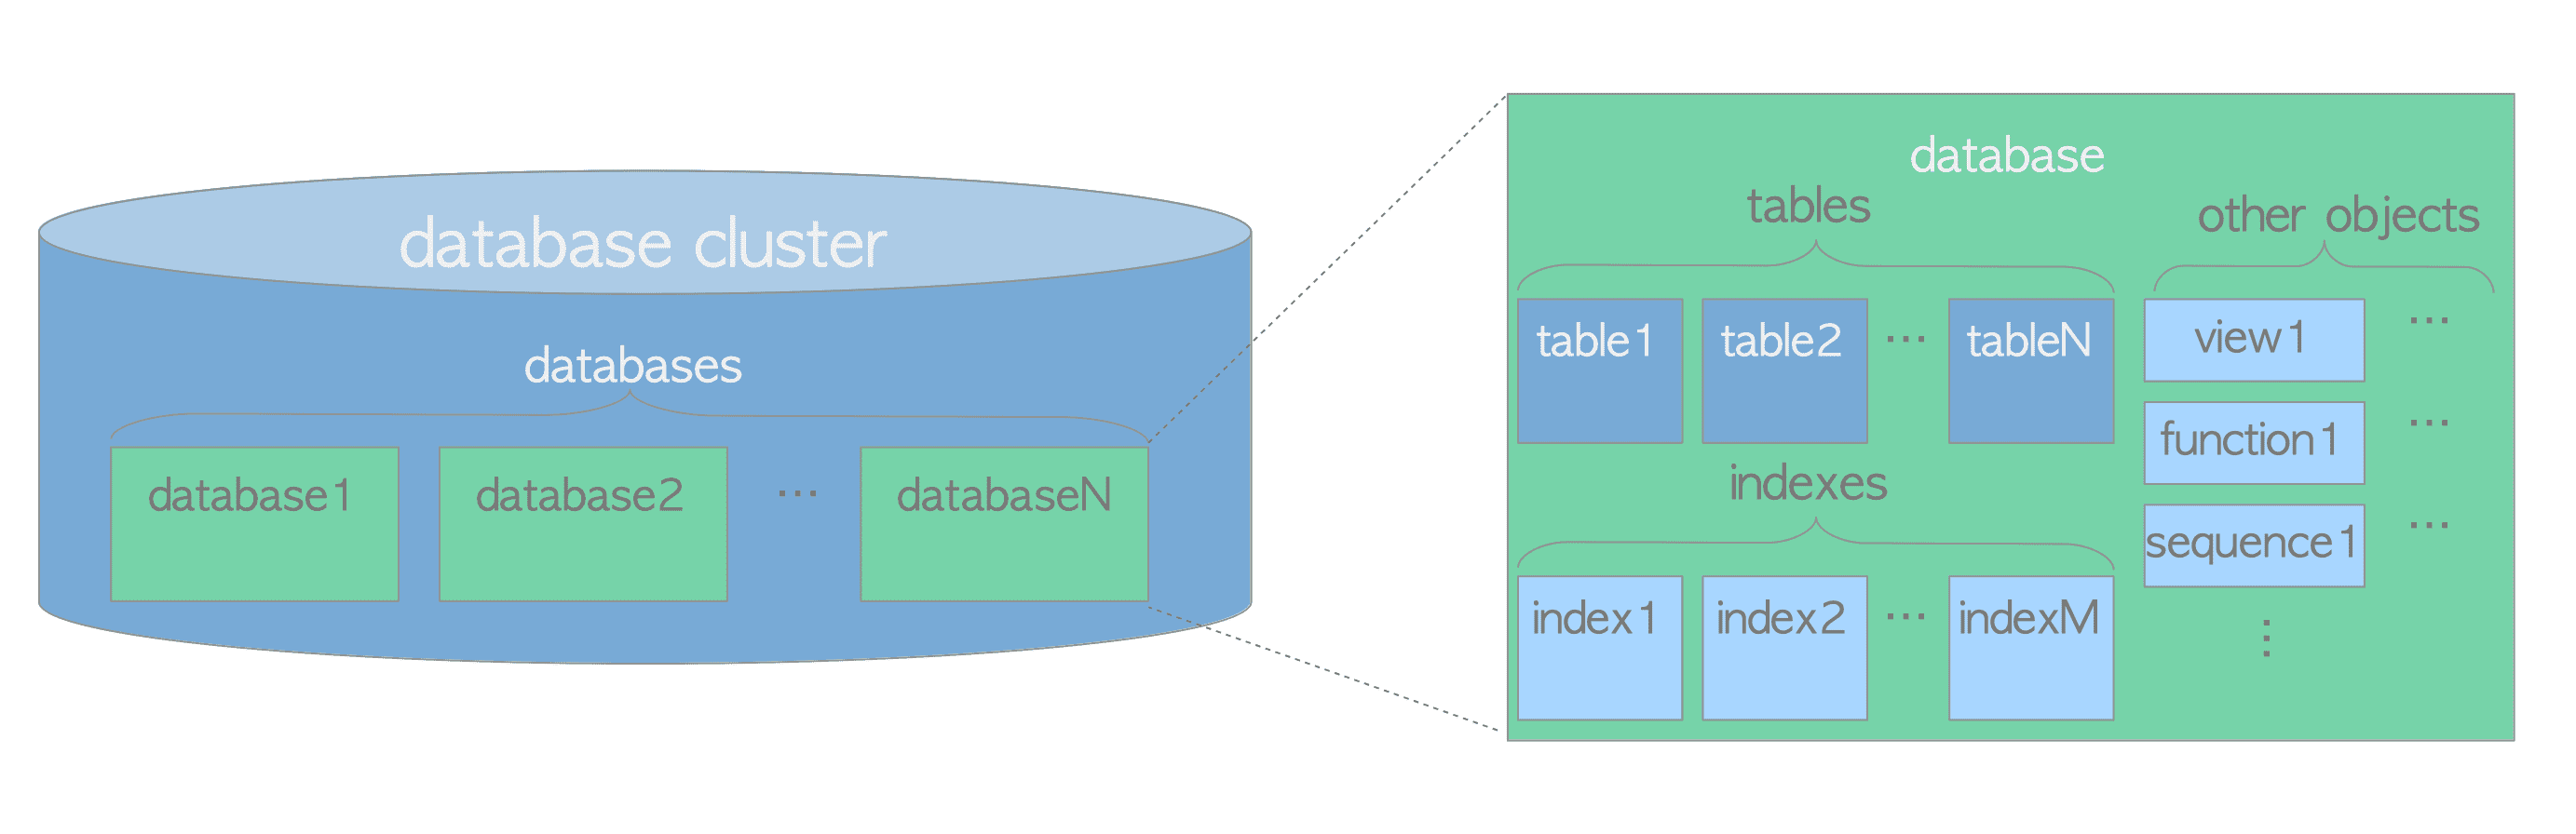 database cluster
databases
database1 database2 ... databaseN
database
tables
other objects
table1 table2 ... tableN
view1 ...
function1 ...
indexes
sequence1 ...
index1 index2 ... indexM
⋮